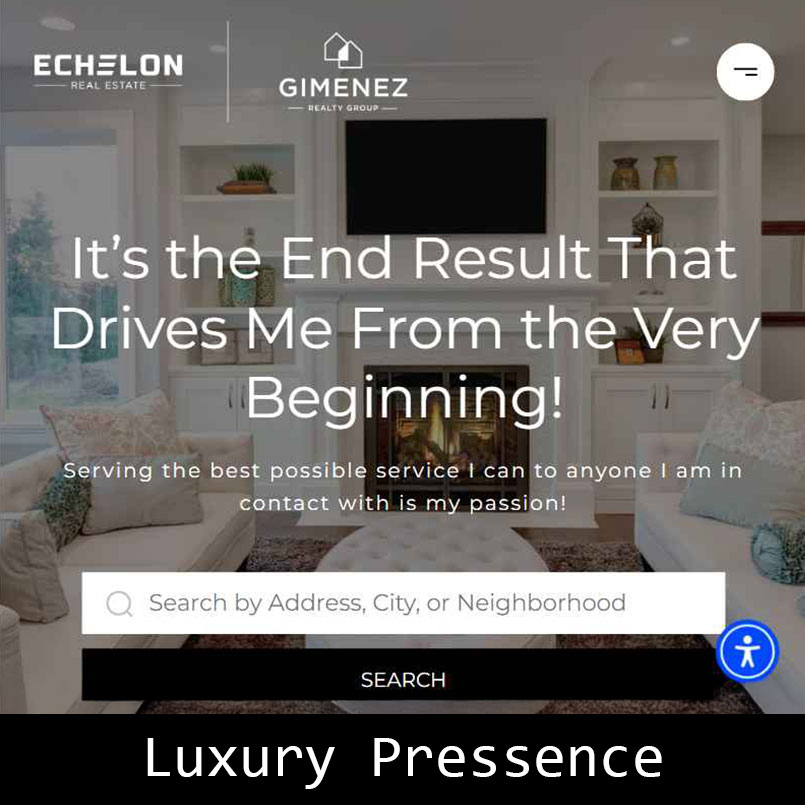 ECHELON
REAL ESTATE
GIMENEZ
REALTY GROUP
It’s the End Result That
Drives Me From the Very
Beginning!
Serving the best possible service I can to anyone I am in
contact with is my passion!
Search by Address, City, or Neighborhood
SEARCH
Luxury Pressence